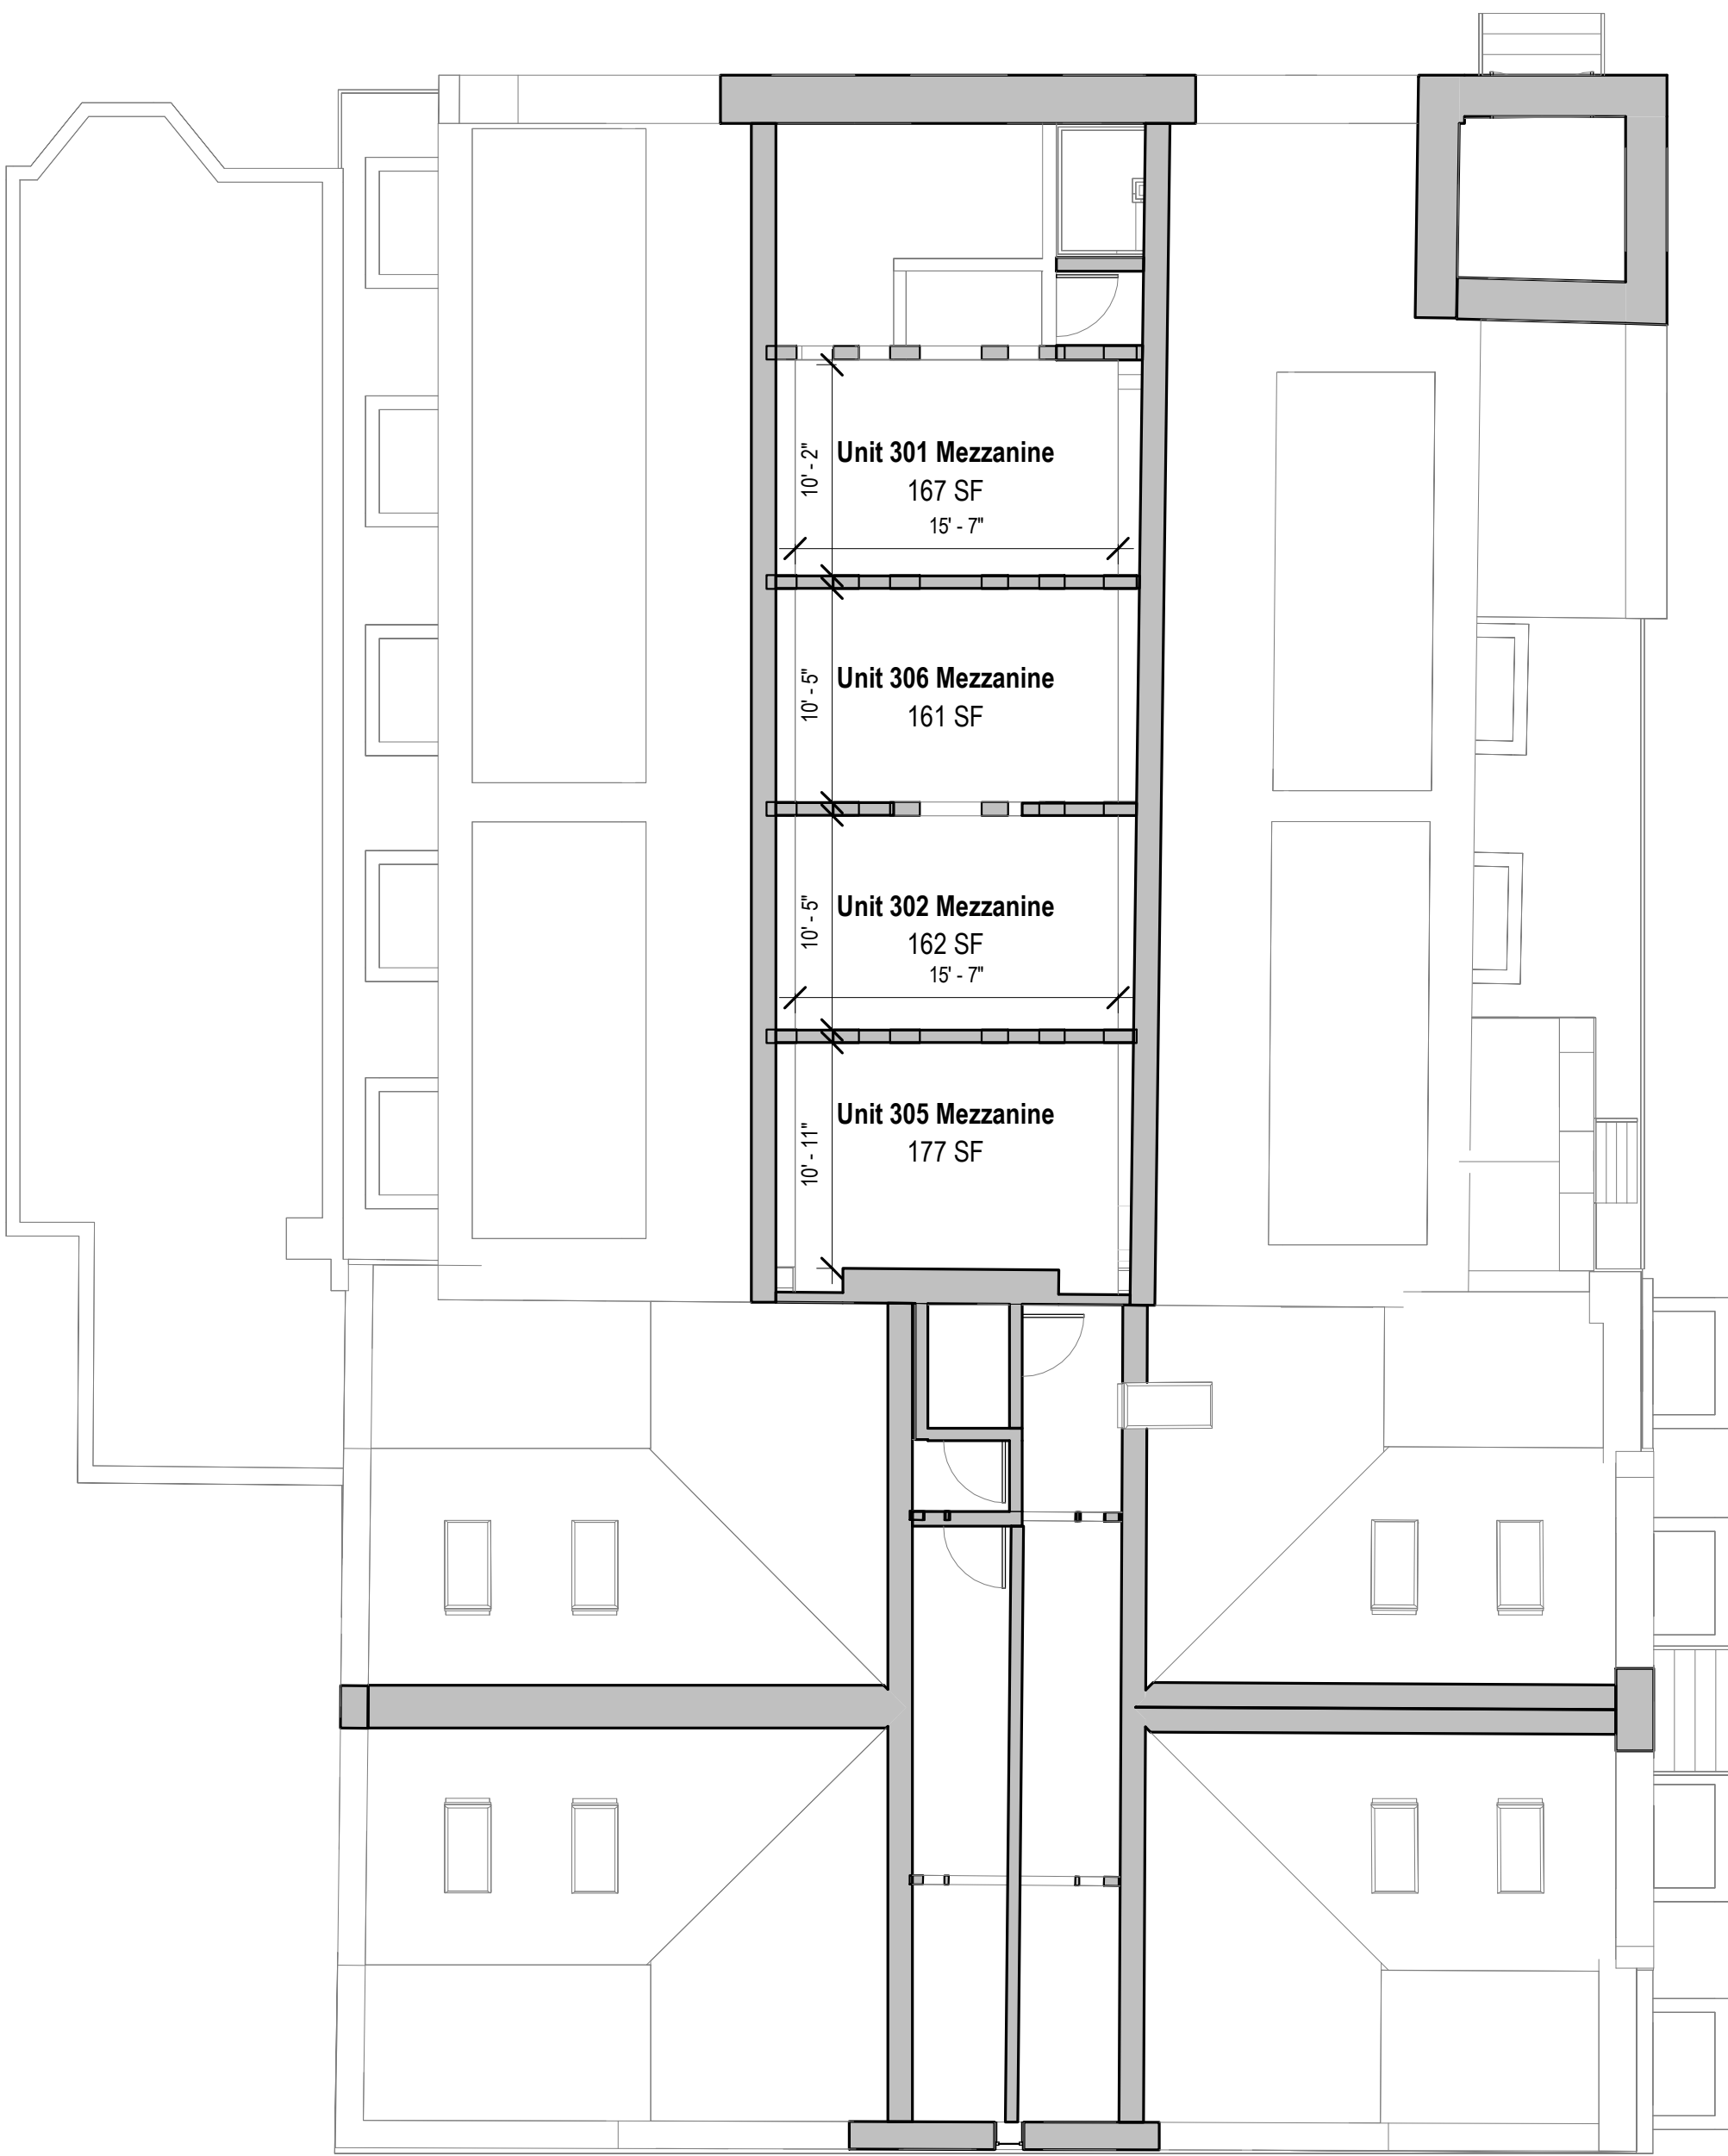 Unit 301 Mezzanine
167 SF
10' - 2"
15' - 7"
Unit 306 Mezzanine
161 SF
10' - 5"
Unit 302 Mezzanine
162 SF
10' - 5"
15' - 7"
Unit 305 Mezzanine
177 SF
10' - 11"